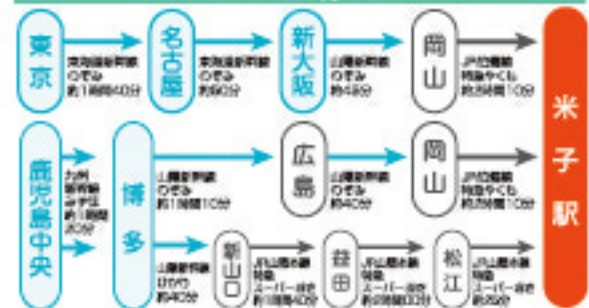 東京
東海道新幹線
のぞみ
約1時間40分
名古屋
東海道新幹線
のぞみ
約50分
新大阪
山陽新幹線
のぞみ
約45分
岡山
JR伯備線
特急やくも
約2時間10分
米子駅
鹿児島中央
九州
新幹線
みずほ
約1時間
20分
博多
山陽新幹線
のぞみ
約1時間10分
広島
山陽新幹線
のぞみ
約40分
岡山
JR伯備線
特急やくも
約2時間10分
山陽新幹線
ひかり
約40分
新山口
JR山陰本線
特急
スーパーおき
約1時間40分
益田
JR山陰本線
特急
スーパーおき
松江
JR山陰本線
特急
スーパーおき